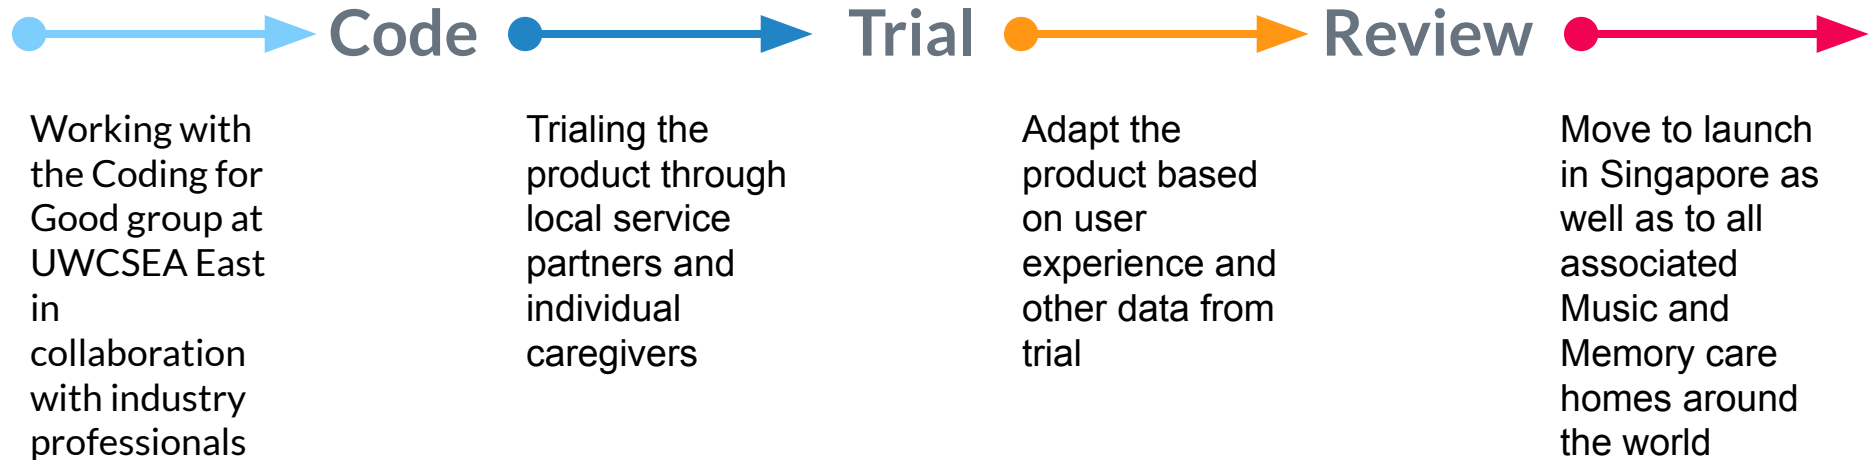 Code
Trial
Review
Working with
the Coding for
Good group at
UWCSEA East
in
collaboration
with industry
professionals
Trialing the
product through
local service
partners and
individual
caregivers
Adapt the
product based
on user
experience and
other data from
trial
Move to launch
in Singapore as
well as to all
associated
Music and
Memory care
homes around
the world